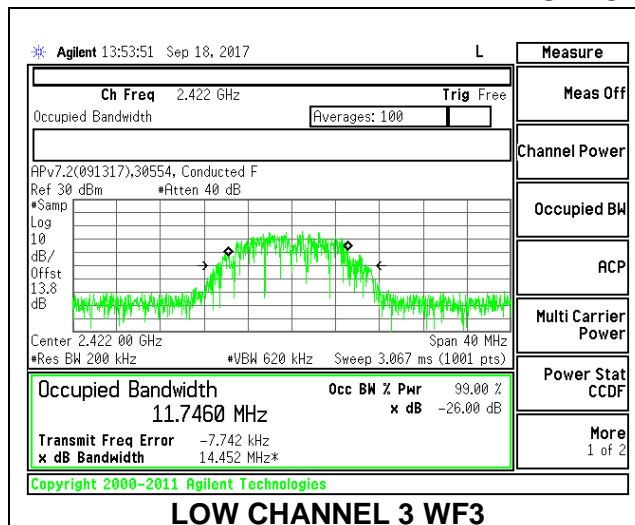 Agilent 13:53:51 Sep 18, 2017 L
Measure
Ch Freq 2.422 GHz Trig Free
Meas Off
Occupied Bandwidth Averages: 100
Channel Power
APv7.2(091317),30554, Conducted F
Ref 30 dBm #Atten 40 dB
#Samp
Log
10
dB/
Offst
13.8
dB
Occupied BW
ACP
Multi Carrier
Power
Center 2.422 00 GHz Span 40 MHz
#Res BW 200 kHz #VBW 620 kHz Sweep 3.067 ms (1001 pts)
Power Stat
CCDF
Occupied Bandwidth Occ BW % Pwr 99.00 %
11.7460 MHz x dB -26.00 dB
Transmit Freq Error -7.742 kHz
x dB Bandwidth 14.452 MHz*
More
1 of 2
Copyright 2000-2011 Agilent Technologies
LOW CHANNEL 3 WF3